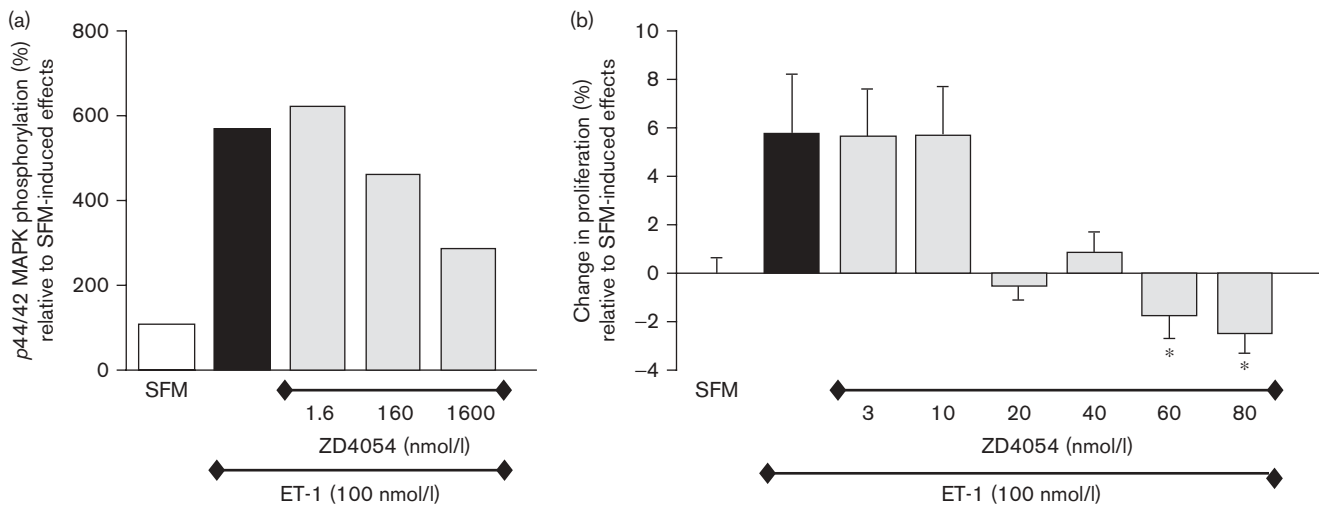 (a)
p44/42 MAPK phosphorylation (%)
relative to SFM-induced effects
800
600
400
200
0
SFM
1.6 160 1600
ZD4054 (nmol/l)
ET-1 (100 nmol/l)
(b)
Change in proliferation (%)
relative to SFM-induced effects
10
8
6
4
2
0
−2
−4
* *
SFM
3 10 20 40 60 80
ZD4054 (nmol/l)
ET-1 (100 nmol/l)